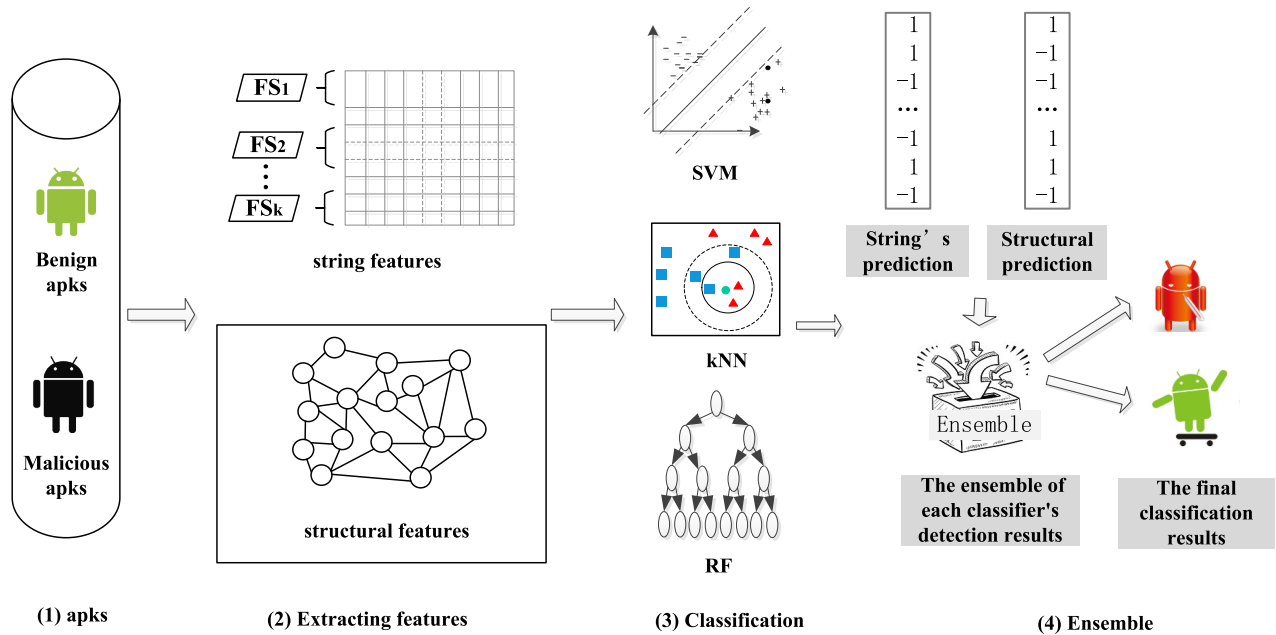 Benign
apks
Malicious
apks
(1) apks
FS1
FS2
FSk
string features
structural features
(2) Extracting features
SVM
kNN
RF
(3) Classification
1
1
-1
...
-1
1
-1
String's
prediction
1
-1
-1
...
1
1
-1
Structural
prediction
Ensemble
The ensemble of
each classifier's
detection results
The final
classification
results
(4) Ensemble